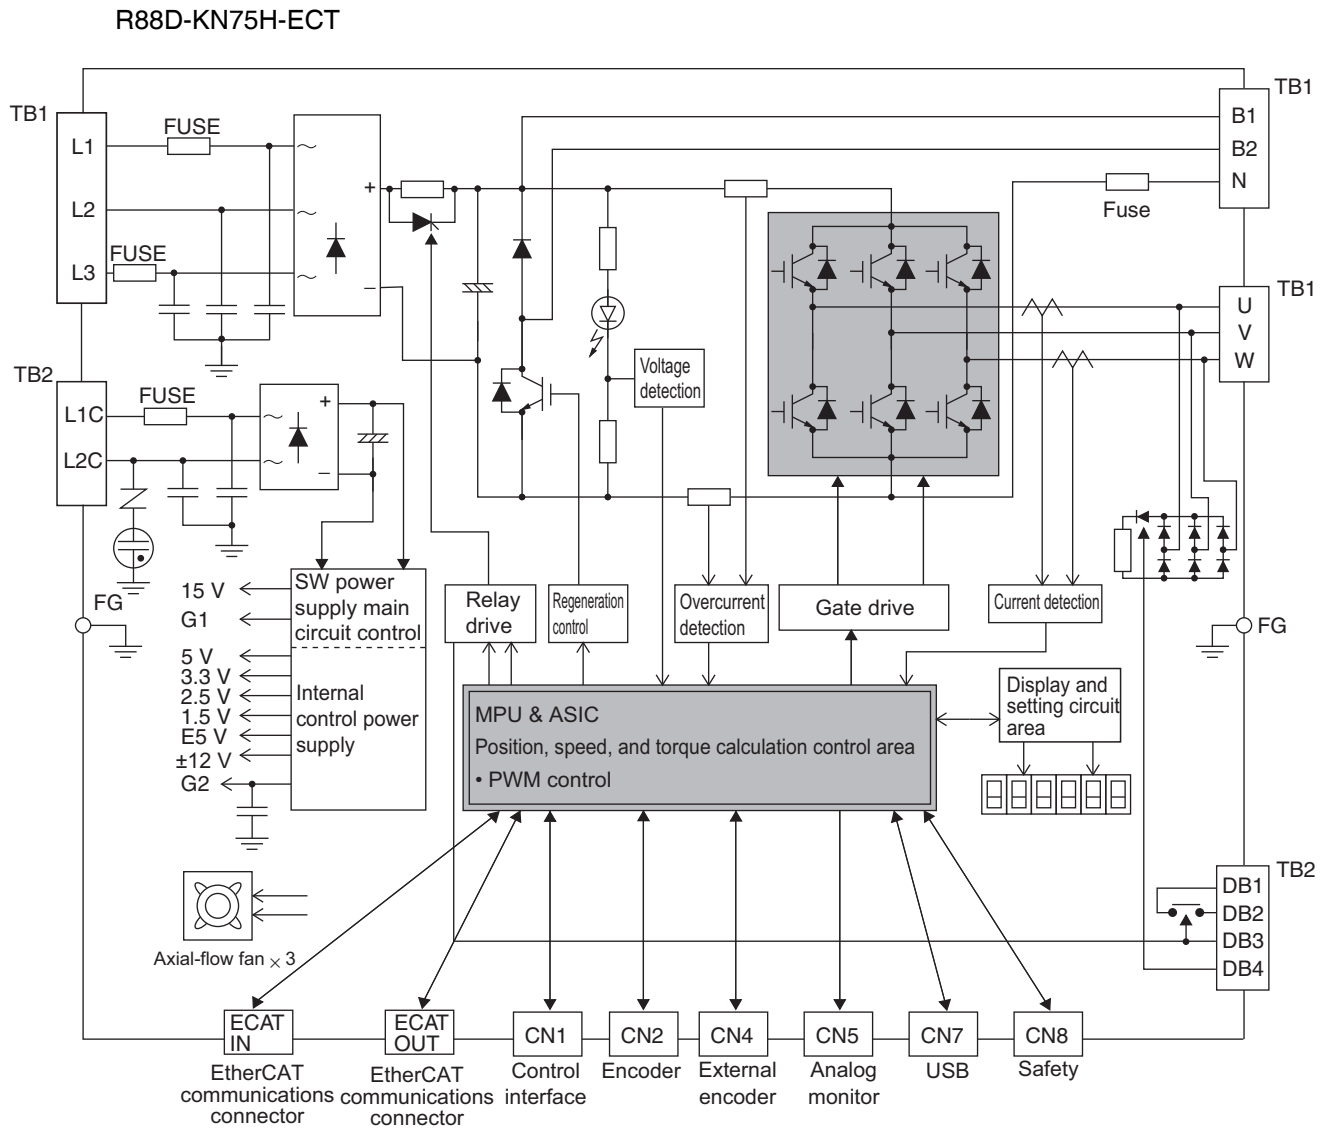 R88D-KN75H-ECT
TB1
L1
L2
L3
FUSE
FUSE
~
~
~
+
−
TB1
B1
B2
N
Fuse
TB1
U
V
W
TB2
L1C
L2C
FUSE
~
~
+
−
Voltage
detection
FG
15 V
G1
5 V
3.3 V
2.5 V
1.5 V
E5 V
±12 V
G2
SW power
supply main
circuit control
Internal
control power
supply
Relay
drive
Regeneration
control
Overcurrent
detection
Gate drive
Current detection
FG
MPU & ASIC
Position, speed, and torque calculation control area
• PWM control
Display and
setting circuit
area
Axial-flow fan × 3
TB2
DB1
DB2
DB3
DB4
ECAT
IN
EtherCAT
communications
connector
ECAT
OUT
EtherCAT
communications
connector
CN1
Control
interface
CN2
Encoder
CN4
External
encoder
CN5
Analog
monitor
CN7
USB
CN8
Safety